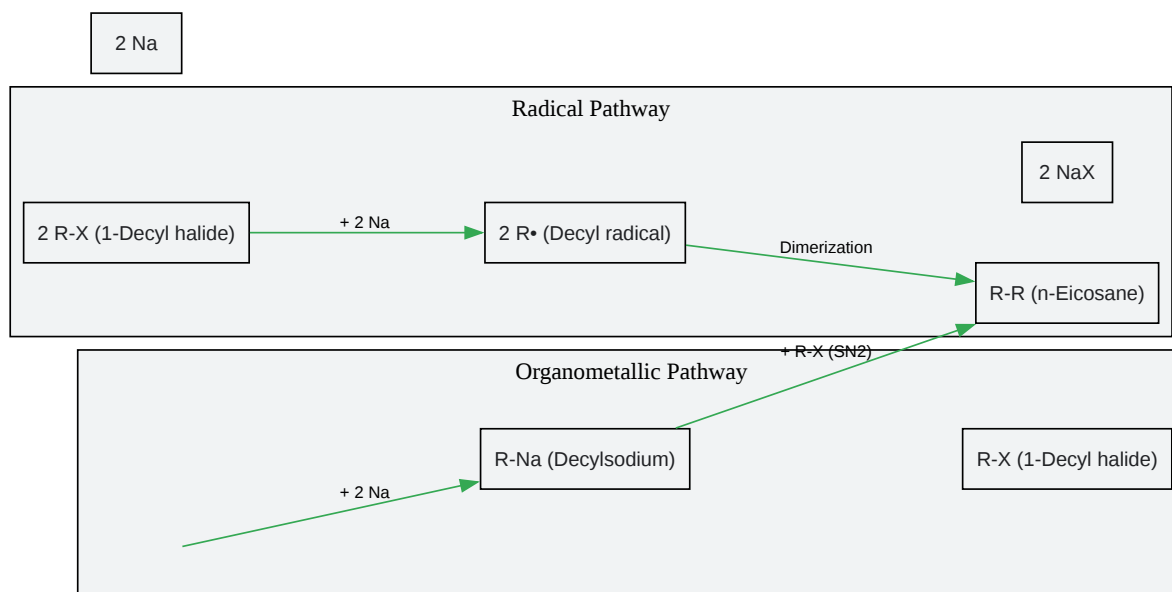 2 Na
Radical Pathway
2 NaX
2 R-X (1-Decyl halide)
+ 2 Na
2 R• (Decyl radical)
Dimerization
R-R (n-Eicosane)
+ R-X (SN2)
Organometallic Pathway
R-Na (Decylsodium)
R-X (1-Decyl halide)
+ 2 Na